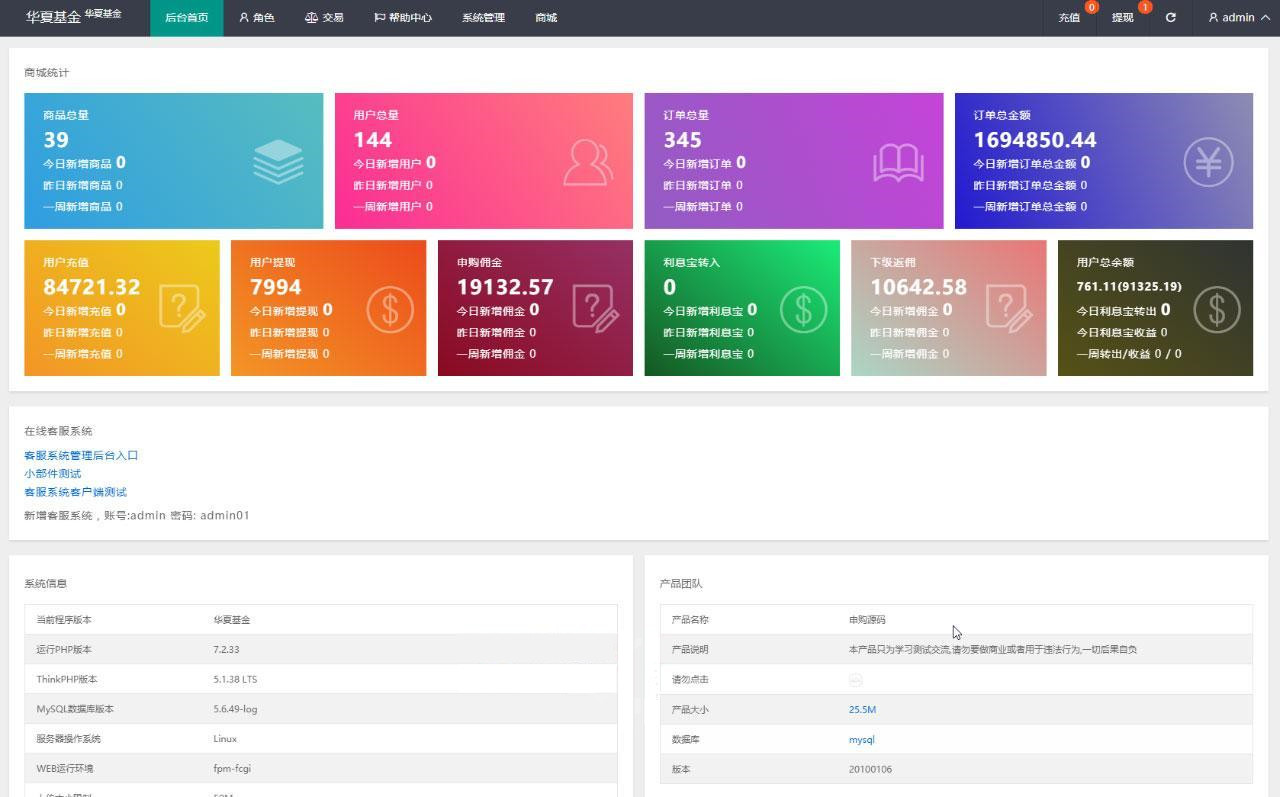 华夏基金 华夏基金 后台首页 角色 交易 帮助中心 系统管理 商城 充值 0 提现 1 admin
商城统计
商品总量
39
今日新增商品 0
昨日新增商品 0
一周新增商品 0
用户总量
144
今日新增用户 0
昨日新增用户 0
一周新增用户 0
订单总量
345
今日新增订单 0
昨日新增订单 0
一周新增订单 0
订单总金额
1694850.44
今日新增订单总金额 0
昨日新增订单总金额 0
一周新增订单总金额 0
用户充值
84721.32
今日新增充值 0
昨日新增充值 0
一周新增充值 0
用户提现
7994
今日新增提现 0
昨日新增提现 0
一周新增提现 0
申购佣金
19132.57
今日新增佣金 0
昨日新增佣金 0
一周新增佣金 0
利息宝转入
0
今日新增利息宝 0
昨日新增利息宝 0
一周新增利息宝 0
下级返佣
10642.58
今日新增佣金 0
昨日新增佣金 0
一周新增佣金 0
用户总余额
761.11(91325.19)
今日利息宝转出 0
今日利息宝收益 0
一周转出/收益 0 / 0
在线客服系统
客服系统管理后台入口
小部件测试
客服系统客户端测试
新增客服系统，账号:admin 密码: admin01
系统信息
当前程序版本 华夏基金
运行PHP版本 7.2.33
ThinkPHP版本 5.1.38 LTS
MySQL数据库版本 5.6.49-log
服务器操作系统 Linux
WEB运行环境 fpm-fcgi
产品团队
产品名称 申购源码
产品说明 本产品只为学习测试交流,请勿要做商业或者用于违法行为,一切后果自负
请勿点击
产品大小 25.5M
数据库 mysql
版本 20100106